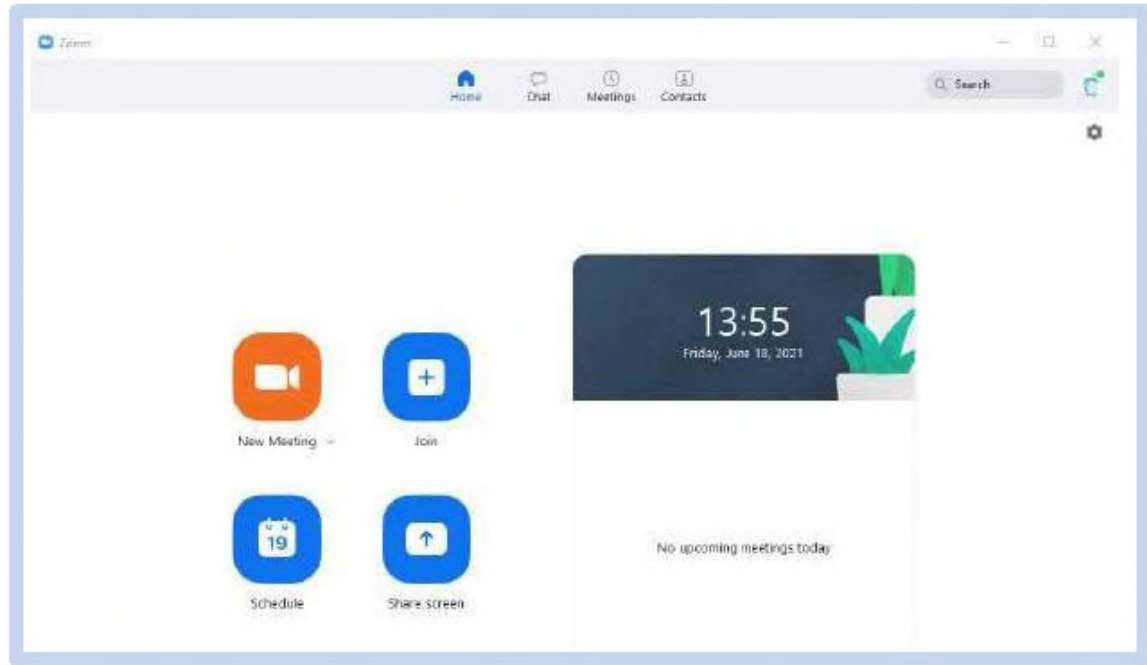 Zoom
Home Chat Meetings Contacts
Search
13:55
Friday, June 18, 2021
New Meeting
Join
19
Schedule
Share screen
No upcoming meetings today